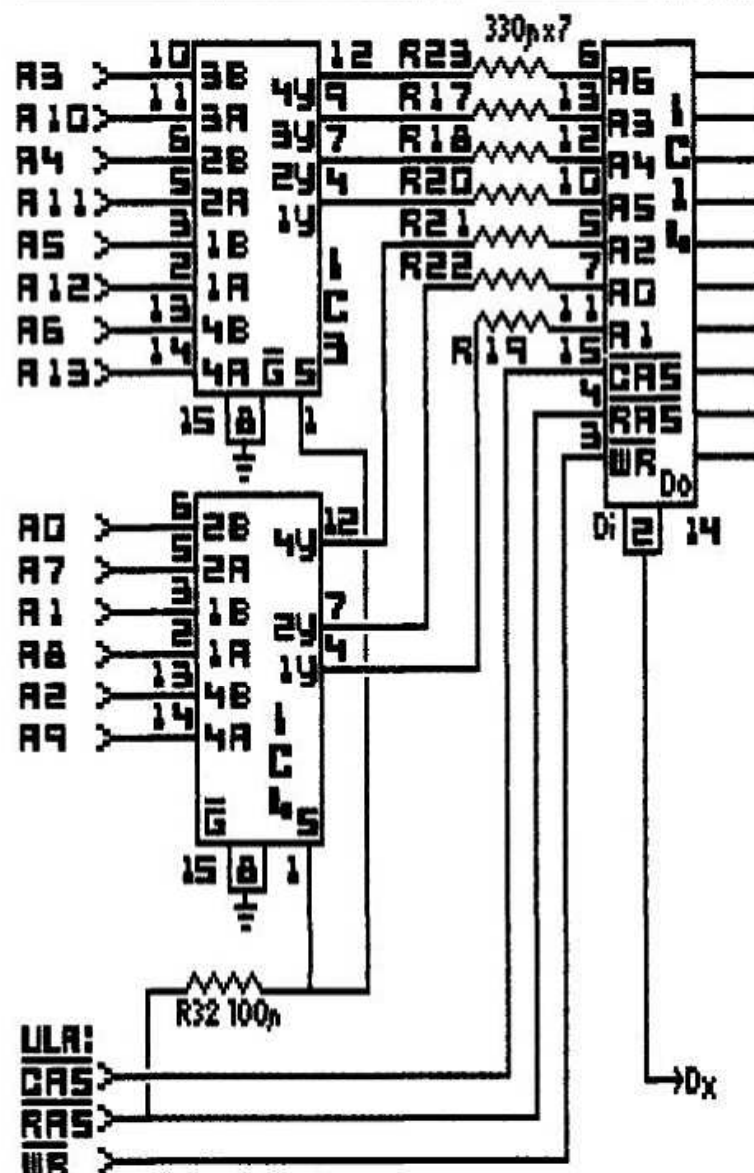 330n x7
A3 10 3B 12 R23 6 A6
A10 11 3A 4Y 9 R17 13 A3
A4 6 2B 3Y 7 R18 12 A4
A11 5 2A 2Y 4 R20 10 A5
A5 3 1B 1Y R21 5 A2
A12 2 1A R22 7 A0
A6 13 4B 11 A1
A13 14 4A G S R19 15 CAS
IC3
IC14
15 8 1
4 RAS
3 WR
Do
Di 2 14
A0 6 2B 12
A7 5 2A 4Y
A1 3 1B 7
A8 2 1A 2Y 4
A2 13 4B 1Y
A9 14 4A
IC4
G S
15 8 1
R32 100n
ULA:
CAS
RAS
WR
Dx